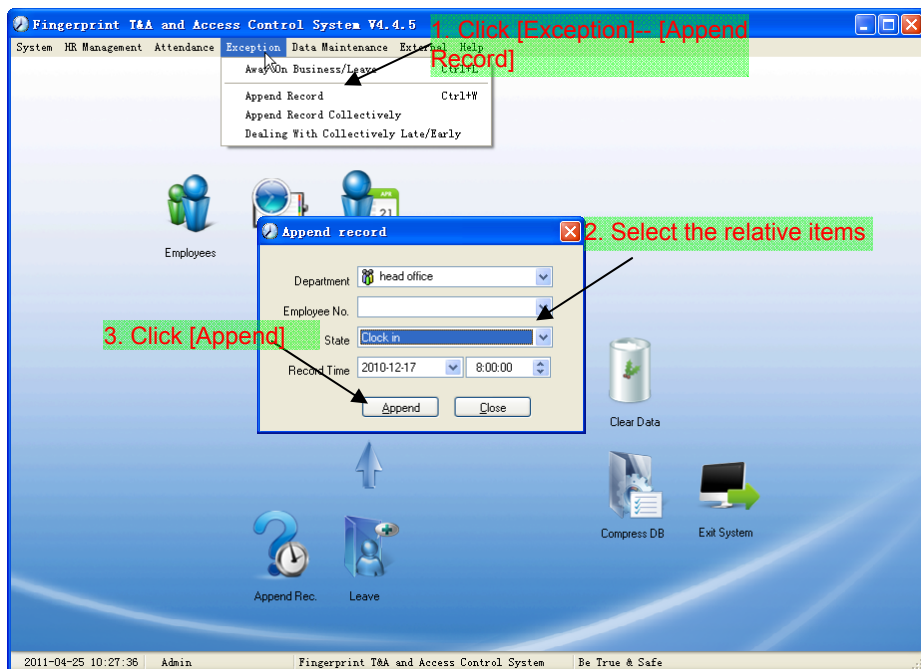 Fingerprint T&A and Access Control System V4.4.5
System HR Management Attendance Exception Data Maintenance External Help
1. Click [Exception]-- [Append
Record]
Away On Business/Leave Ctrl+L
Append Record Ctrl+W
Append Record Collectively
Dealing With Collectively Late/Early
APR
21
Employees
Append record
2. Select the relative items
Department head office
Employee No.
3. Click [Append]
State Clock in
Record Time 2010-12-17 8:00:00
Append Close
Clear Data
Compress DB Exit System
Append Rec. Leave
2011-04-25 10:27:36 Admin Fingerprint T&A and Access Control System Be True & Safe